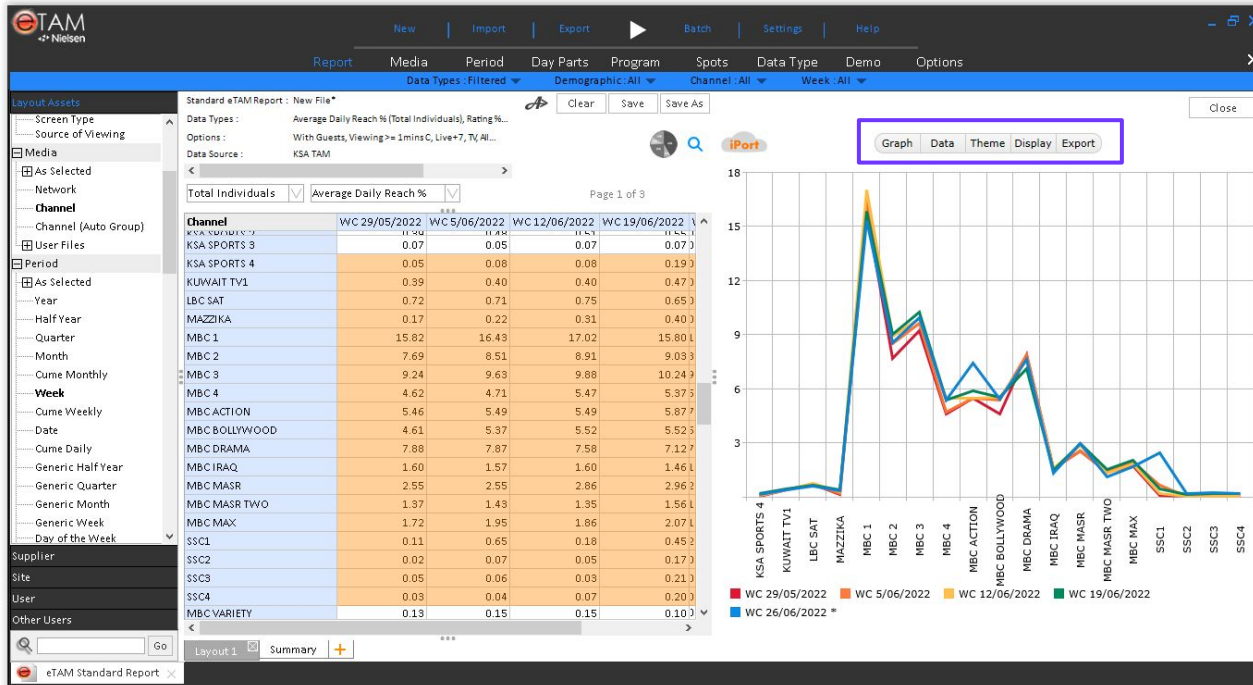 eTAM
Nielsen
New | Import | Export Batch | Settings | Help
Report Media Period Day Parts Program Spots Data Type Demo Options
Data Types : Filtered Demographic : All Channel : All Week : All
Layout Assets
Screen Type
Source of Viewing
Media
As Selected
Network
Channel
Channel (Auto Group)
User Files
Period
As Selected
Year
Half Year
Quarter
Month
Cume Monthly
Week
Cume Weekly
Date
Cume Daily
Generic Half Year
Generic Quarter
Generic Month
Generic Week
Day of the Week
Supplier
Site
User
Other Users
Go
Standard eTAM Report : New File*
Data Types : Average Daily Reach % (Total Individuals), Rating %...
Options : With Guests, Viewing >= 1mins C, Live+7, TV, All...
Data Source : KSA TAM
Clear Save Save As
Close
iPort
Graph Data Theme Display Export
Total Individuals Average Daily Reach % Page 1 of 3
Channel WC 29/05/2022 WC 5/06/2022 WC 12/06/2022 WC 19/06/2022
KSA SPORTS 3 0.07 0.05 0.07 0.07
KSA SPORTS 4 0.05 0.08 0.08 0.19
KUWAIT TV1 0.39 0.40 0.40 0.47
LBC SAT 0.72 0.71 0.75 0.65
MAZZIKA 0.17 0.22 0.31 0.40
MBC 1 15.82 16.43 17.02 15.80
MBC 2 7.69 8.51 8.91 9.03
MBC 3 9.24 9.63 9.88 10.24
MBC 4 4.62 4.71 5.47 5.37
MBC ACTION 5.46 5.49 5.49 5.87
MBC BOLLYWOOD 4.61 5.37 5.52 5.52
MBC DRAMA 7.88 7.87 7.58 7.12
MBC IRAQ 1.60 1.57 1.60 1.46
MBC MASR 2.55 2.55 2.86 2.96
MBC MASR TWO 1.37 1.43 1.35 1.56
MBC MAX 1.72 1.95 1.86 2.07
SSC1 0.11 0.65 0.18 0.45
SSC2 0.02 0.07 0.05 0.17
SSC3 0.05 0.06 0.03 0.21
SSC4 0.03 0.04 0.07 0.20
MBC VARIETY 0.13 0.15 0.15 0.10
Layout 1 Summary
18
15
12
9
6
3
KSA SPORTS 4
KUWAIT TV1
LBC SAT
MAZZIKA
MBC 1
MBC 2
MBC 3
MBC 4
MBC ACTION
MBC BOLLYWOOD
MBC DRAMA
MBC IRAQ
MBC MASR
MBC MASR TWO
MBC MAX
SSC1
SSC2
SSC3
SSC4
WC 29/05/2022 WC 5/06/2022 WC 12/06/2022 WC 19/06/2022
WC 26/06/2022 *
eTAM Standard Report